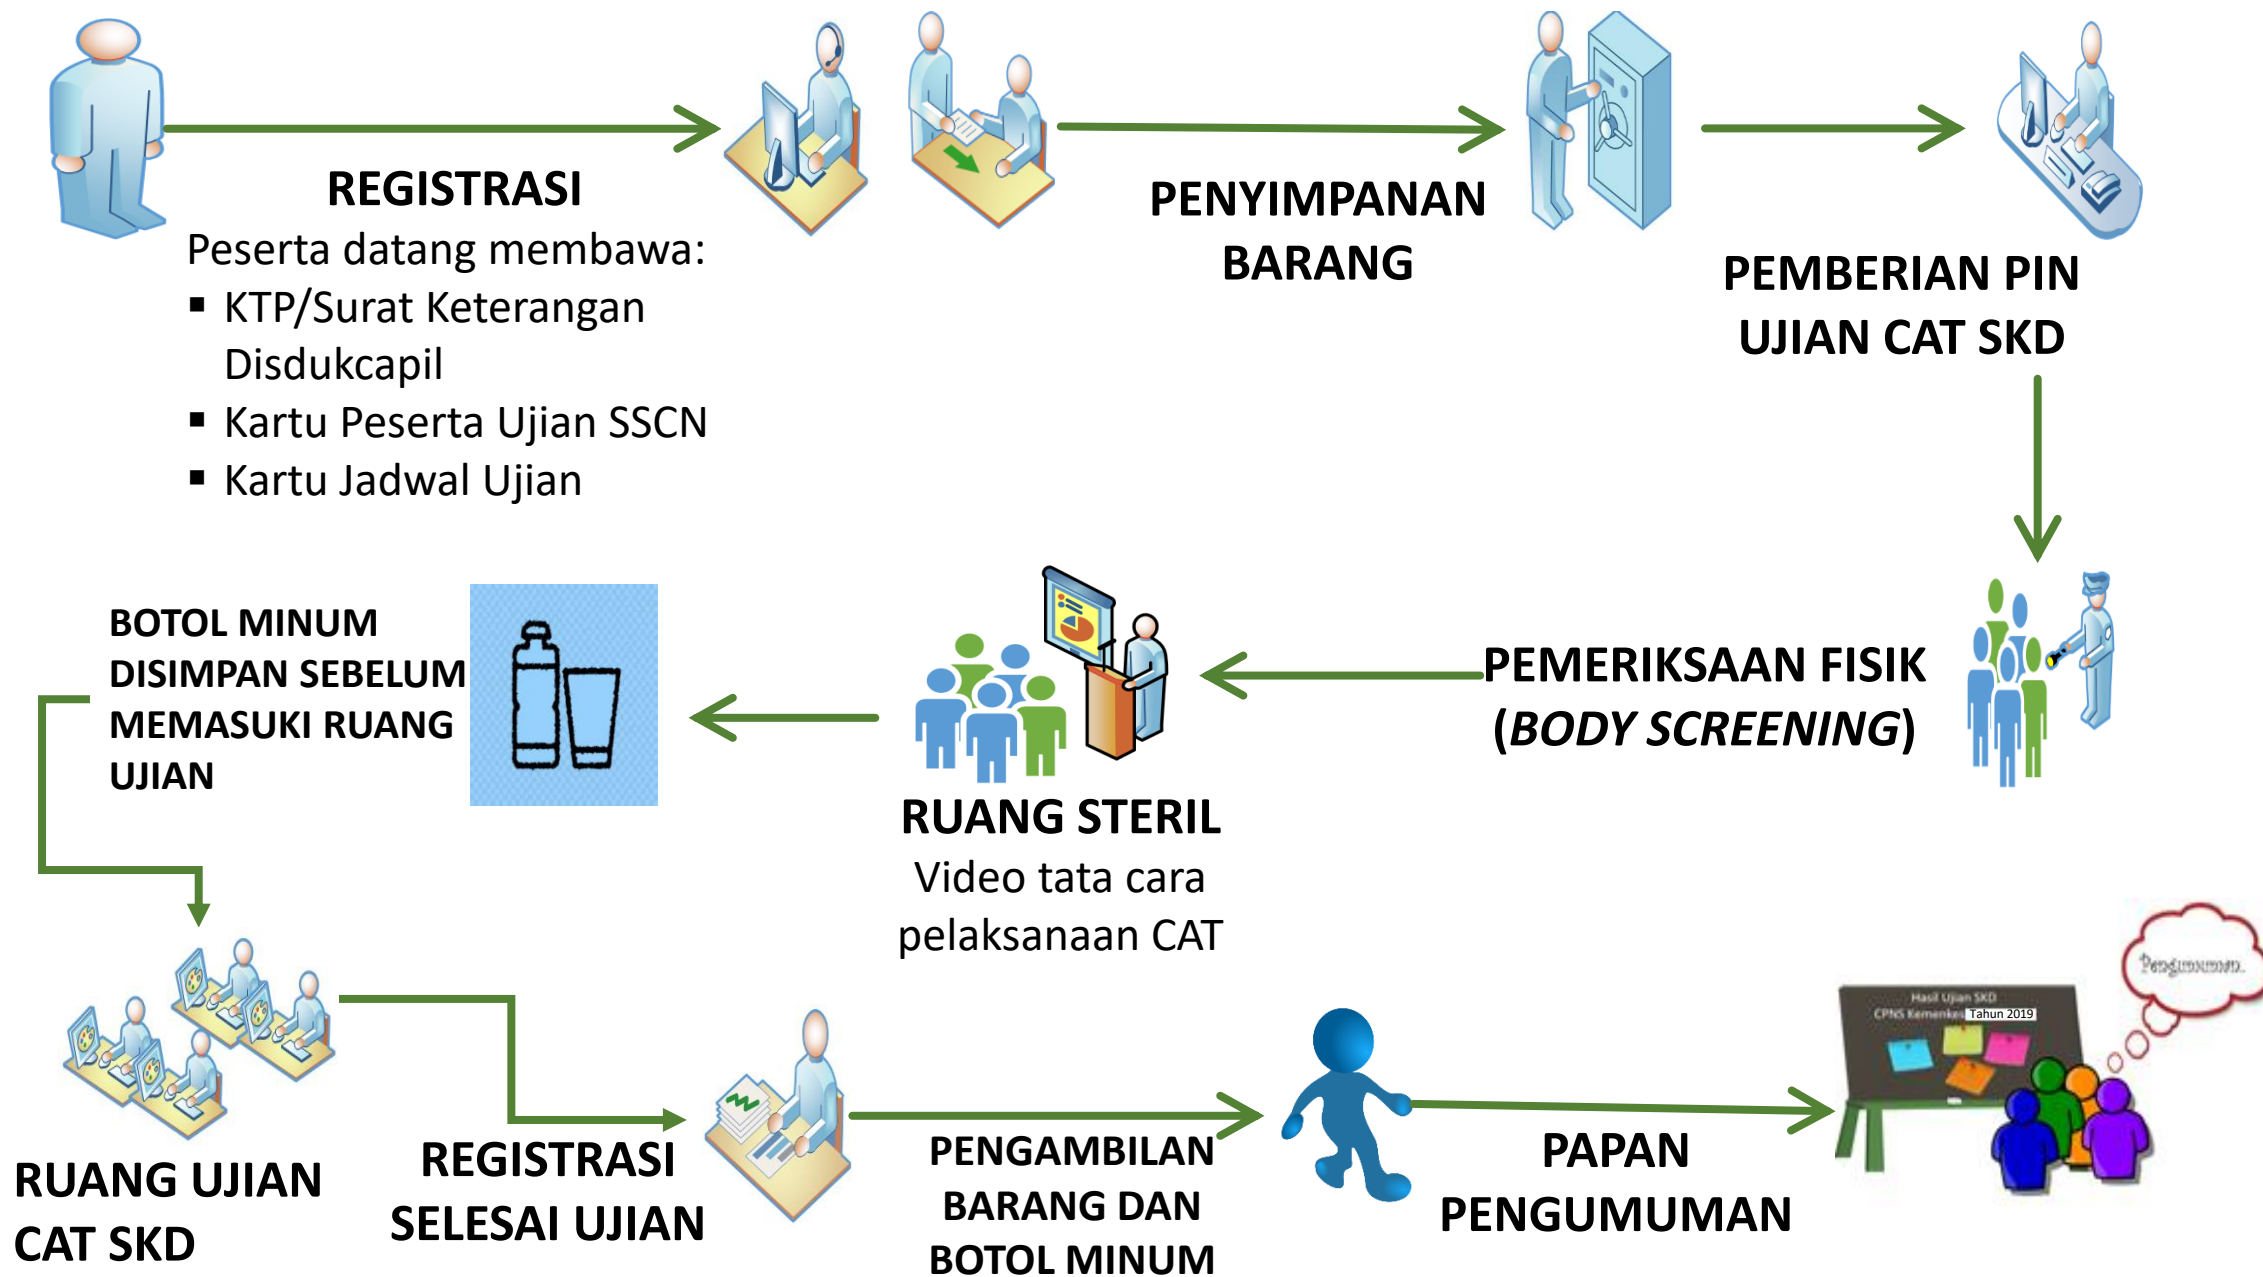 REGISTRASI
Peserta datang membawa:
▪ KTP/Surat Keterangan
Disdukcapil
▪ Kartu Peserta Ujian SSCN
▪ Kartu Jadwal Ujian
PENYIMPANAN
BARANG
PEMBERIAN PIN
UJIAN CAT SKD
PEMERIKSAAN FISIK
(BODY SCREENING)
RUANG STERIL
Video tata cara
pelaksanaan CAT
BOTOL MINUM
DISIMPAN SEBELUM
MEMASUKI RUANG
UJIAN
RUANG UJIAN
CAT SKD
REGISTRASI
SELESAI UJIAN
PENGAMBILAN
BARANG DAN
BOTOL MINUM
PAPAN
PENGUMUMAN
Hasil Ujian SKD
CPNS Kemenkes Tahun 2019
Pengumuman.